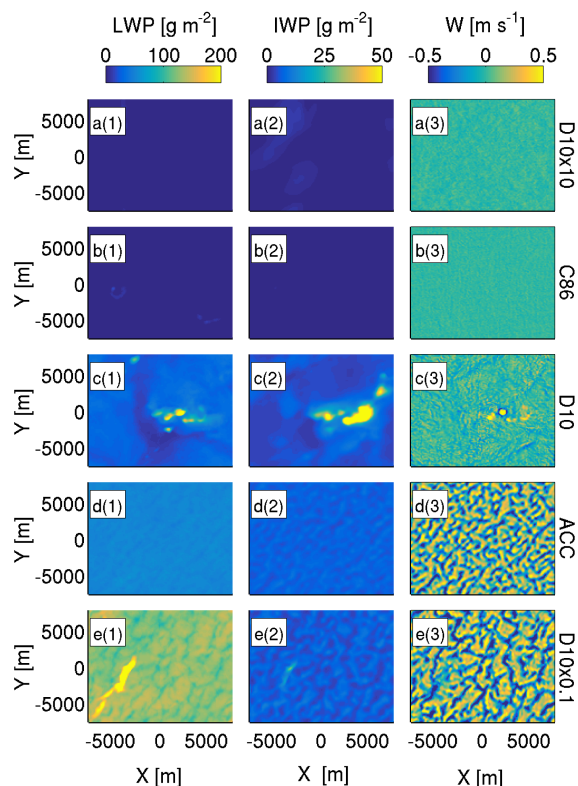 LWP [g m-2] IWP [g m-2] W [m s-1]
0 100 200 0 25 50 -0.5 0 0.5
5000 a(1) a(2) a(3)
Y [m] 0 D10x10
-5000
5000 b(1) b(2) b(3)
Y [m] 0 C86
-5000
5000 c(1) c(2) c(3)
Y [m] 0 D10
-5000
5000 d(1) d(2) d(3)
Y [m] 0 ACC
-5000
5000 e(1) e(2) e(3)
Y [m] 0 D10x0.1
-5000
-5000 0 5000 -5000 0 5000 -5000 0 5000
X [m] X [m] X [m]